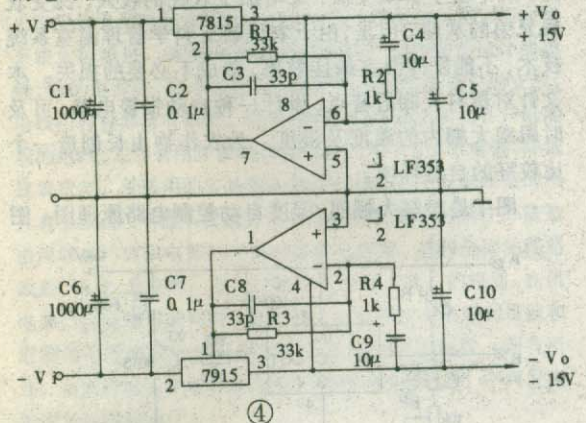 + V i
1
7815
3
+ V o
+ 15V
2
R1
33k
C3
33p
C4
10μ
R2
1k
C1
1000μ
C2
0.1μ
8
6
7
+
5
C5
10μ
1
2
LF353
1
2
LF353
1
+
3
−
2
4
C6
1000μ
C7
0.1μ
C8
33p
R3
33k
R4
1k
+
C9
10μ
C10
10μ
1
− V i
2
7915
3
− V o
− 15V
④